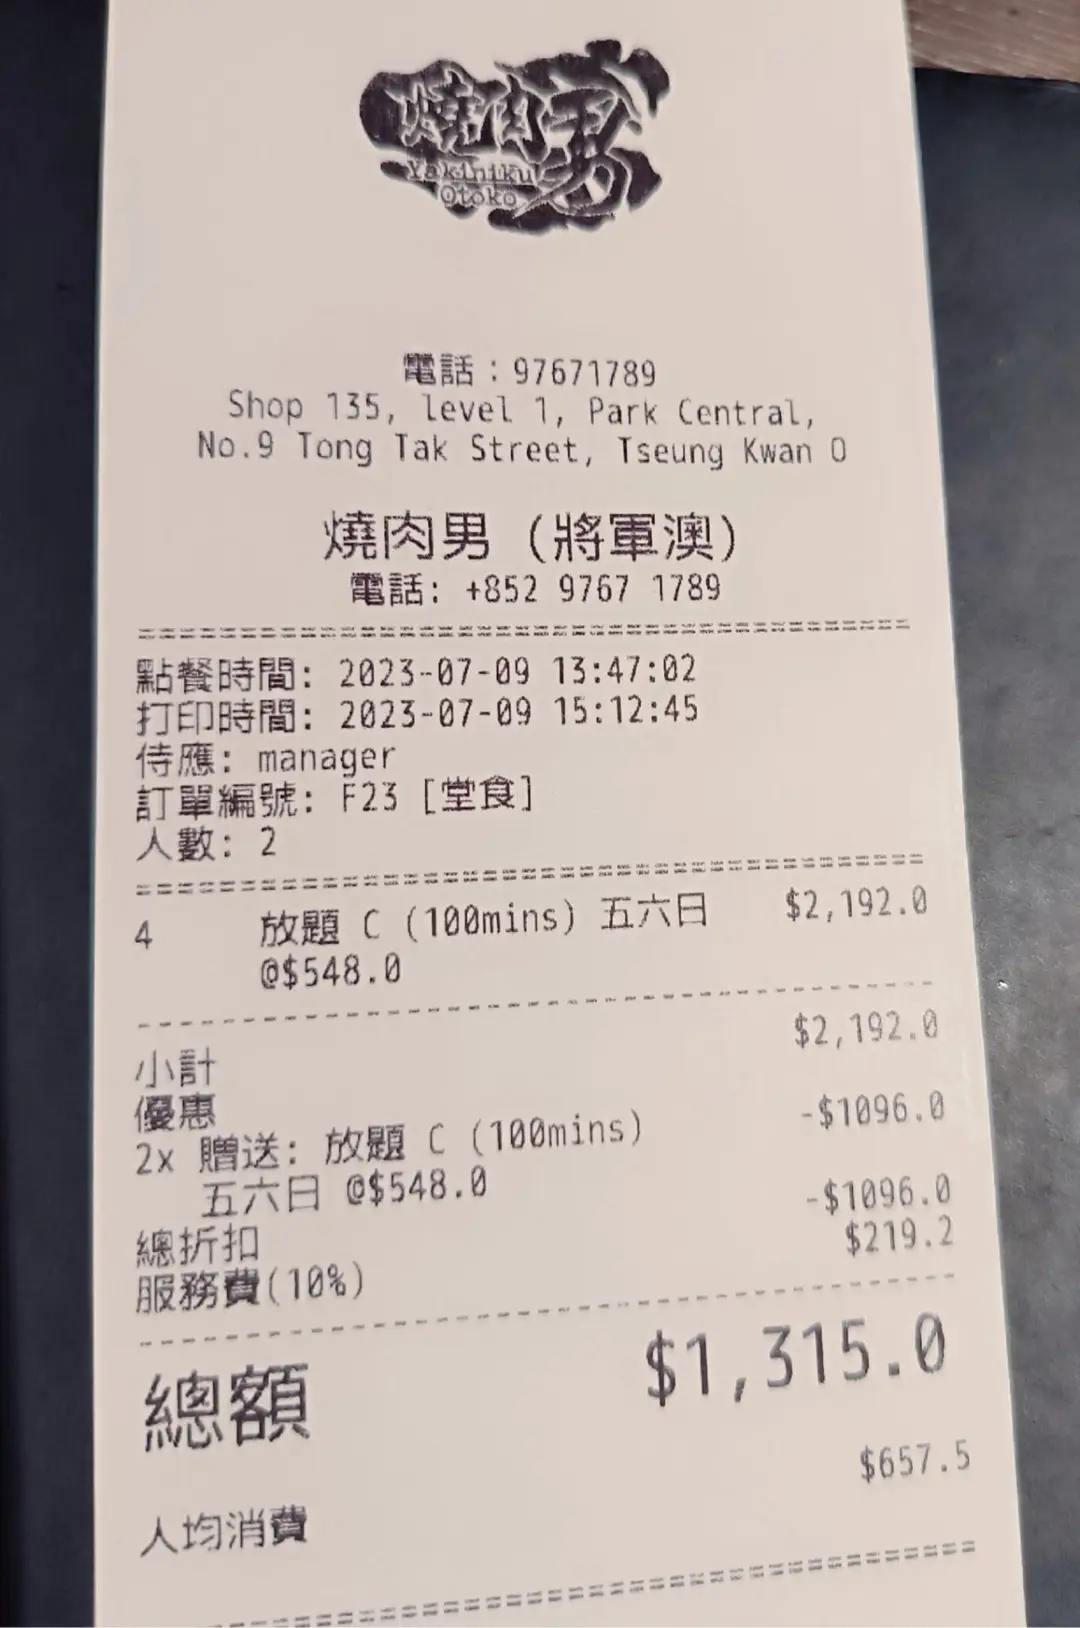 燒肉男
Yakiniku
Otoko
電話：97671789
Shop 135, level 1, Park Central,
No.9 Tong Tak Street, Tseung Kwan O
燒肉男 (將軍澳)
電話: +852 9767 1789
點餐時間: 2023-07-09 13:47:02
打印時間: 2023-07-09 15:12:45
侍應: manager
訂單編號: F23 [堂食]
人數: 2
4 放題 C (100mins) 五六日 $2,192.0
@$548.0
小計 $2,192.0
優惠
2x 贈送: 放題 C (100mins) -$1096.0
五六日 @$548.0
總折扣 -$1096.0
服務費(10%) $219.2
總額 $1,315.0
人均消費 $657.5